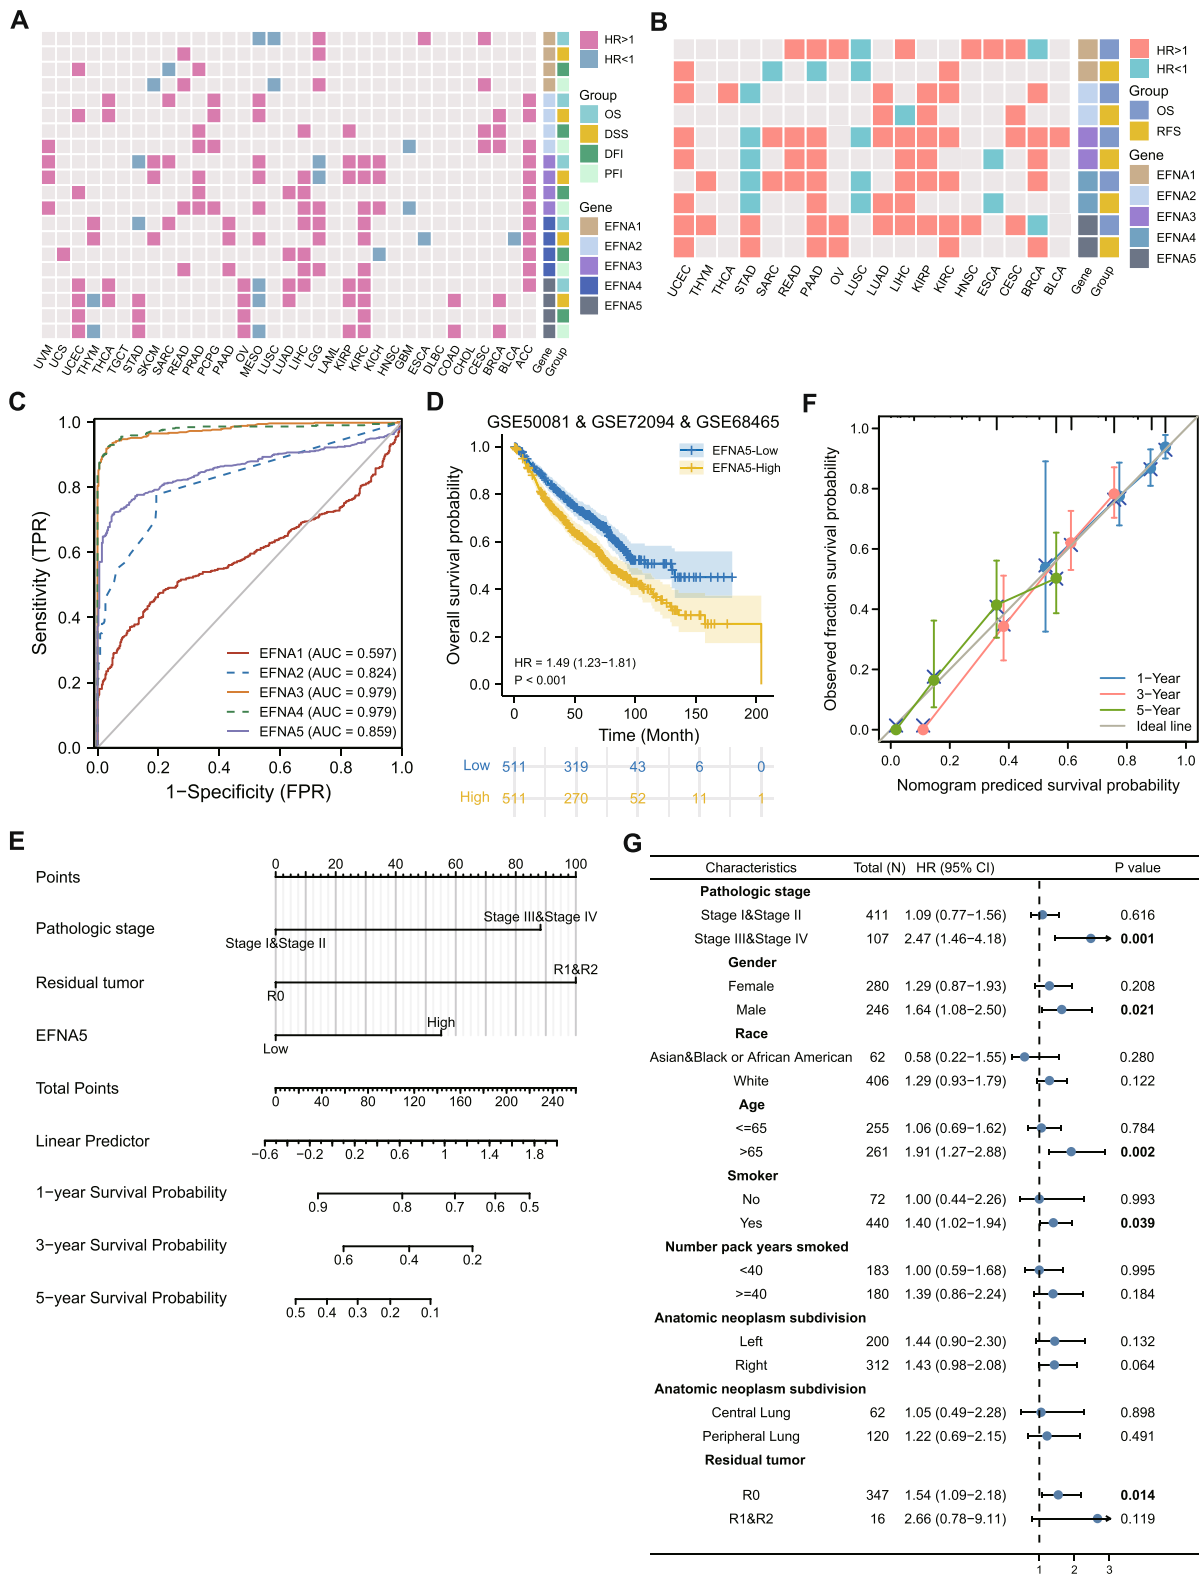 A
HR>1
HR<1
Group
OS
DSS
DFI
PFI
Gene
EFNA1
EFNA2
EFNA3
EFNA4
EFNA5
UVM UCS UCEC THYM THCA TGCT STAD SKCM SARC READ PRAD PCPG PAAD OV MESO LUSC LUAD LIHC LGG LAML KIRP KIRC KICH HNSC GBM ESCA DLBC COAD CHOL CESC BRCA BLCA ACC Gene Group
B
HR>1
HR<1
Group
OS
RFS
Gene
EFNA1
EFNA2
EFNA3
EFNA4
EFNA5
UCEC THYM THCA STAD SARC READ PAAD OV LUSC LUAD LIHC KIRP KIRC HNSC ESCA CESC BRCA BLCA Gene Group
C
Sensitivity (TPR)
1.0
0.8
0.6
0.4
0.2
0.0
EFNA1 (AUC = 0.597)
EFNA2 (AUC = 0.824)
EFNA3 (AUC = 0.979)
EFNA4 (AUC = 0.979)
EFNA5 (AUC = 0.859)
0.0 0.2 0.4 0.6 0.8 1.0
1−Specificity (FPR)
D
GSE50081 & GSE72094 & GSE68465
Overall survival probability
1.0
0.8
0.6
0.4
0.2
0.0
EFNA5-Low
EFNA5-High
HR = 1.49 (1.23−1.81)
P < 0.001
0 50 100 150 200
Time (Month)
Low 511 319 43 6 0
High 511 270 52 11 1
F
Observed fraction survival probability
1.0
0.8
0.6
0.4
0.2
0.0
1-Year
3-Year
5-Year
Ideal line
0.0 0.2 0.4 0.6 0.8 1.0
Nomogram prediced survival probability
E
0 20 40 60 80 100
Points
Pathologic stage
Stage III&Stage IV
Stage I&Stage II
Residual tumor
R1&R2
R0
EFNA5
High
Low
Total Points
0 40 80 120 160 200 240
Linear Predictor
−0.6 −0.2 0.2 0.6 1 1.4 1.8
1−year Survival Probability
0.9 0.8 0.7 0.6 0.5
3−year Survival Probability
0.6 0.4 0.2
5−year Survival Probability
0.5 0.4 0.3 0.2 0.1
G
Characteristics Total (N) HR (95% CI) P value
Pathologic stage
Stage I&Stage II 411 1.09 (0.77−1.56) 0.616
Stage III&Stage IV 107 2.47 (1.46−4.18) 0.001
Gender
Female 280 1.29 (0.87−1.93) 0.208
Male 246 1.64 (1.08−2.50) 0.021
Race
Asian&Black or African American 62 0.58 (0.22−1.55) 0.280
White 406 1.29 (0.93−1.79) 0.122
Age
<=65 255 1.06 (0.69−1.62) 0.784
>65 261 1.91 (1.27−2.88) 0.002
Smoker
No 72 1.00 (0.44−2.26) 0.993
Yes 440 1.40 (1.02−1.94) 0.039
Number pack years smoked
<40 183 1.00 (0.59−1.68) 0.995
>=40 180 1.39 (0.86−2.24) 0.184
Anatomic neoplasm subdivision
Left 200 1.44 (0.90−2.30) 0.132
Right 312 1.43 (0.98−2.08) 0.064
Anatomic neoplasm subdivision
Central Lung 62 1.05 (0.49−2.28) 0.898
Peripheral Lung 120 1.22 (0.69−2.15) 0.491
Residual tumor
R0 347 1.54 (1.09−2.18) 0.014
R1&R2 16 2.66 (0.78−9.11) 0.119
1 2 3